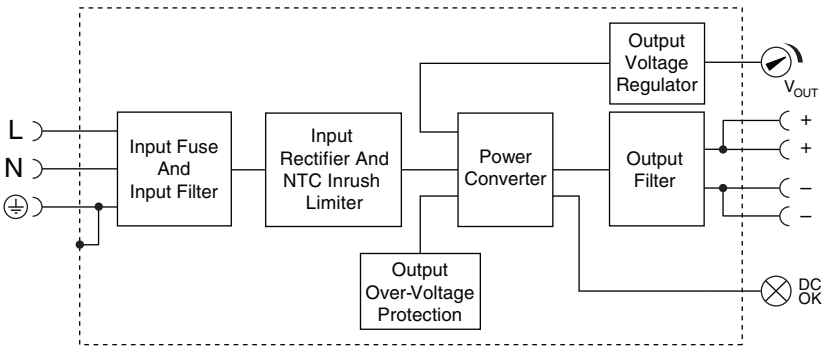 Output
Voltage
Regulator
V_OUT
L
N
Input Fuse
And
Input Filter
Input
Rectifier And
NTC Inrush
Limiter
Power
Converter
Output
Filter
+
+
–
–
Output
Over-Voltage
Protection
DC
OK